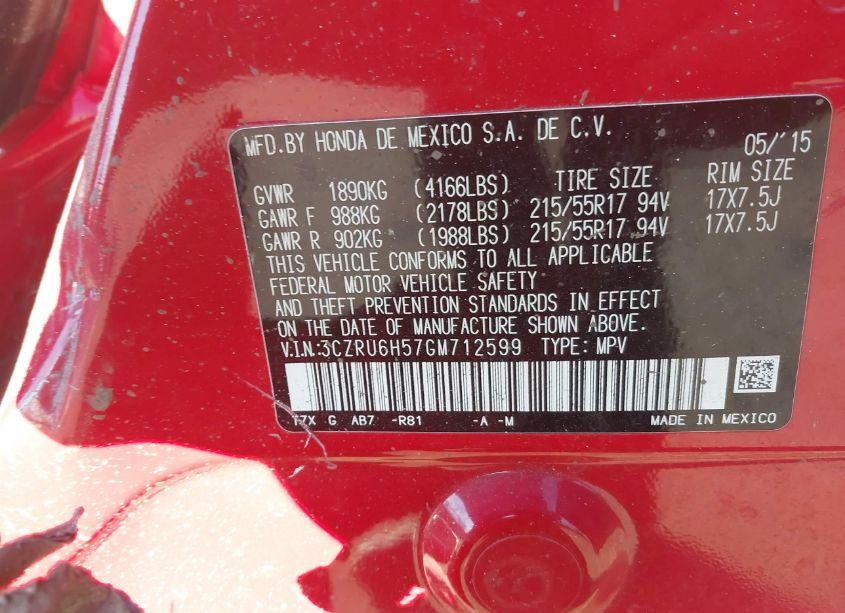 MFD.BY HONDA DE MEXICO S.A. DE C.V. 05/'15
GVWR 1890KG (4166LBS) TIRE SIZE RIM SIZE
GAWR F 988KG (2178LBS) 215/55R17 94V 17X7.5J
GAWR R 902KG (1988LBS) 215/55R17 94V 17X7.5J
THIS VEHICLE CONFORMS TO ALL APPLICABLE
FEDERAL MOTOR VEHICLE SAFETY
AND THEFT PREVENTION STANDARDS IN EFFECT
ON THE DATE OF MANUFACTURE SHOWN ABOVE.
V.I.N:3CZRU6H57GM712599 TYPE:MPV
T7X G AB7 -R81 -A -M MADE IN MEXICO